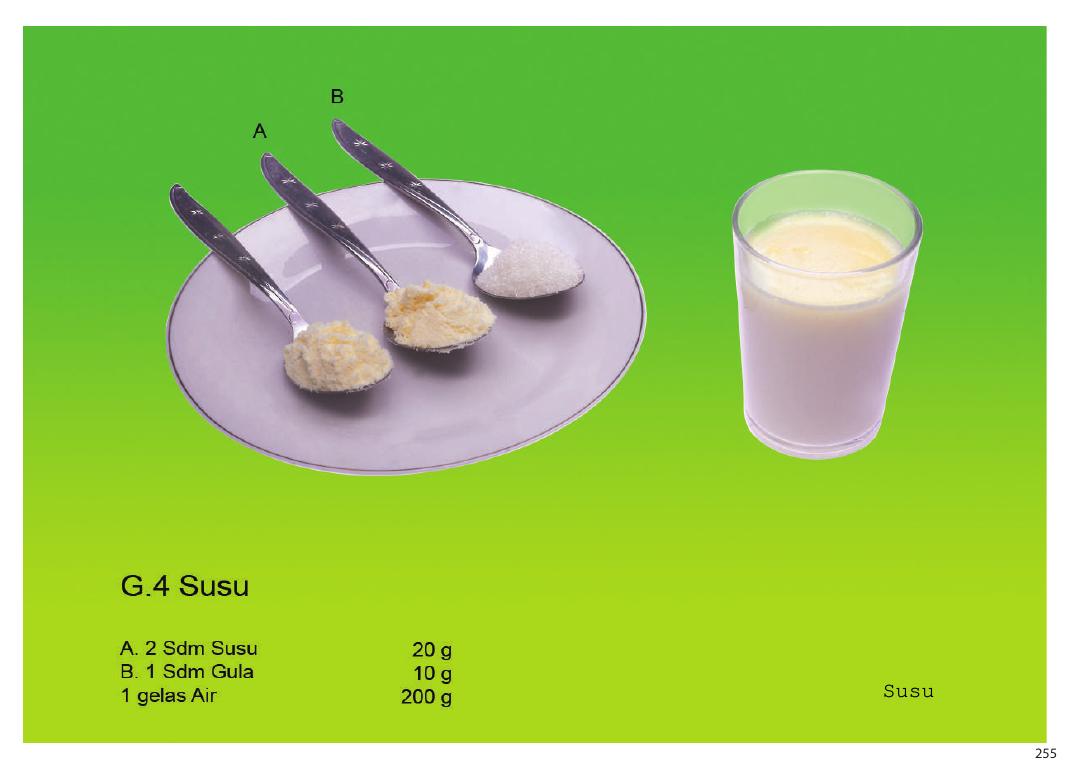 B
A
G.4 Susu
A. 2 Sdm Susu 20 g
B. 1 Sdm Gula 10 g
1 gelas Air 200 g
Susu
255